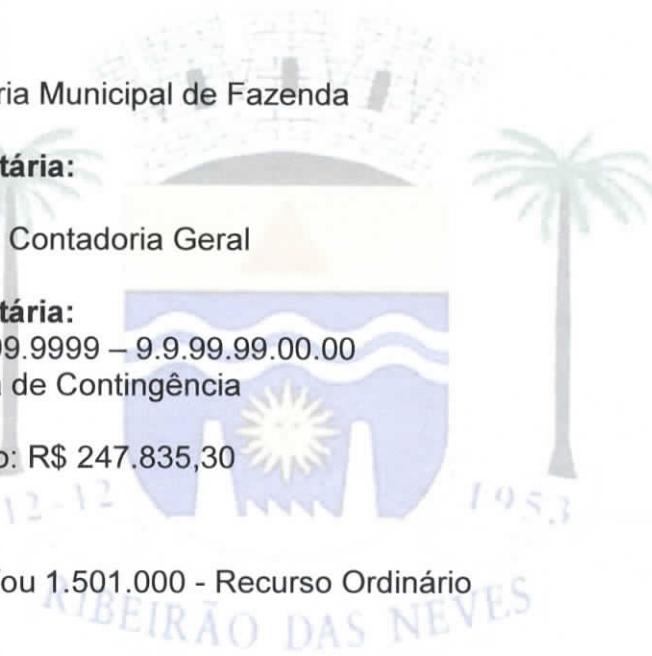 ria Municipal de Fazenda
tária:
Contadoria Geral
tária:
99.9999 – 9.9.99.99.00.00
de Contingência
o: R$ 247.835,30
12-12 1953
ou 1.501.000 - Recurso Ordinário
RIBEIRÃO DAS NEVES